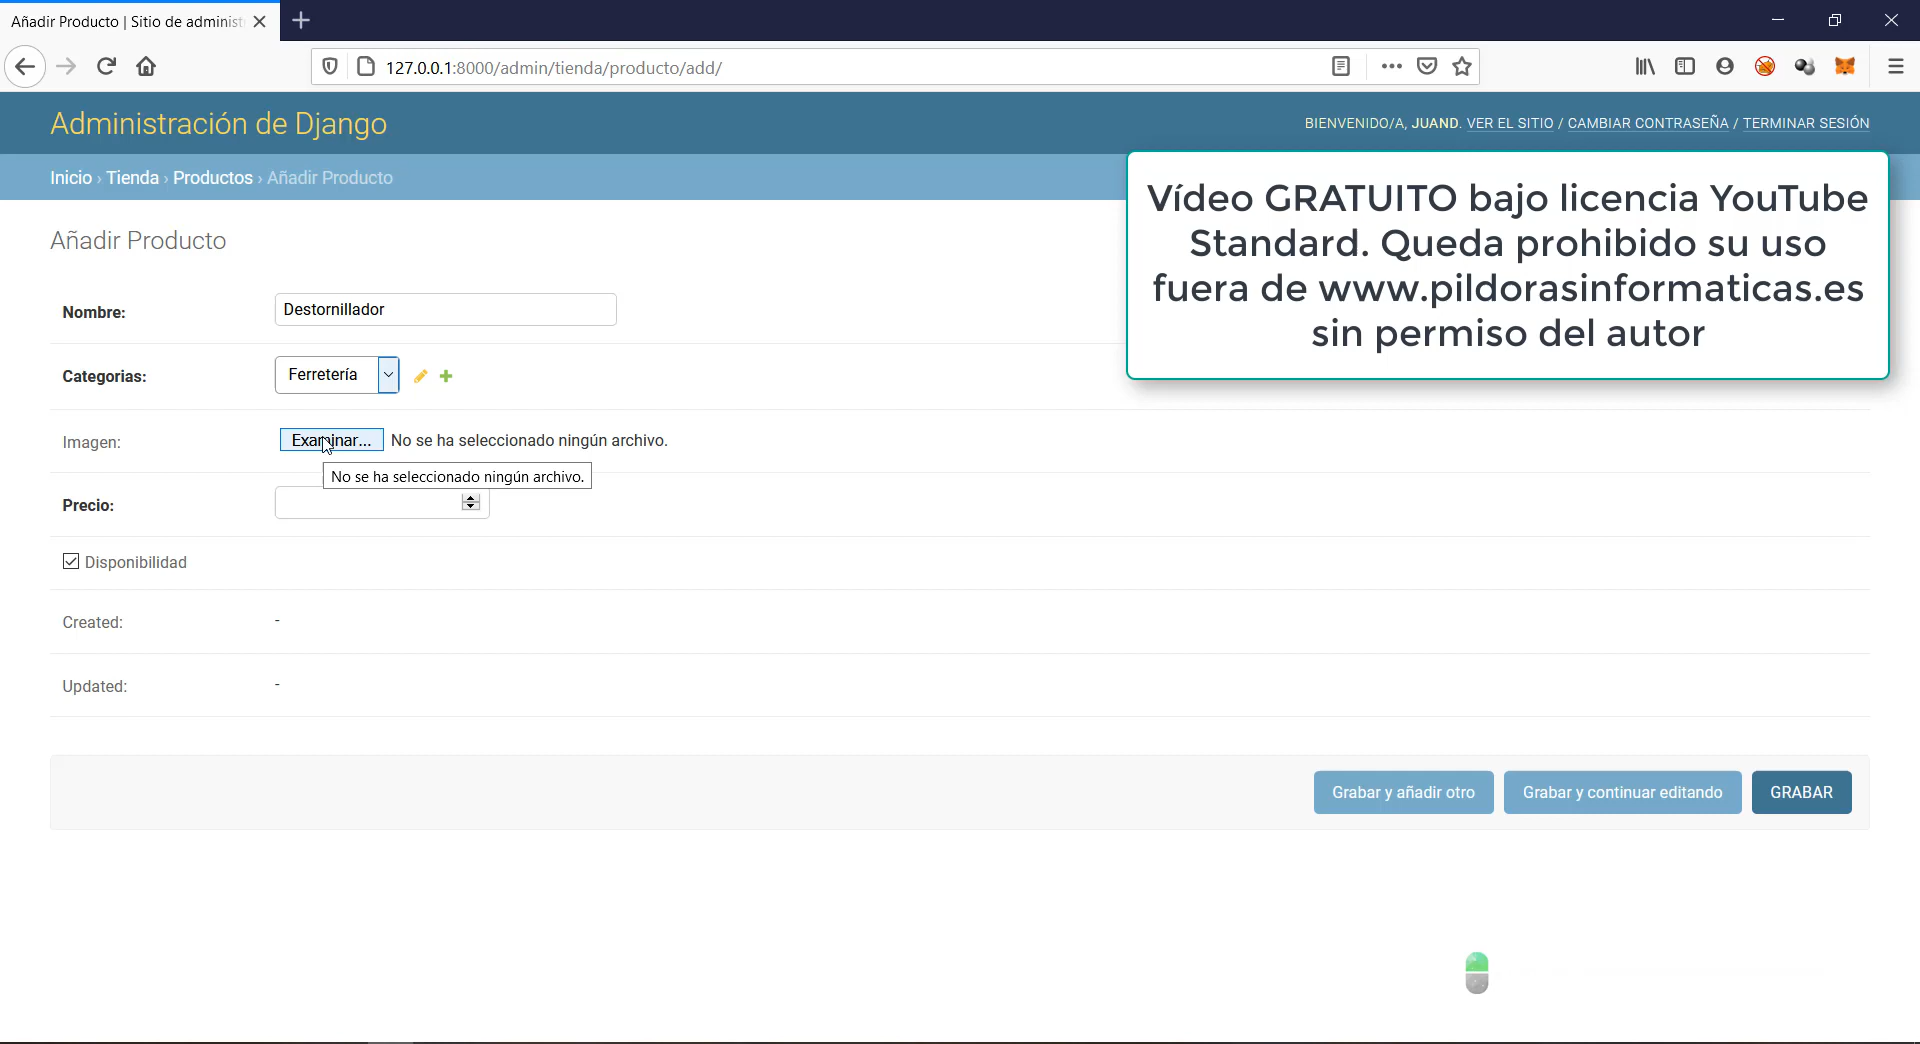 Añadir Producto | Sitio de administ
127.0.0.1:8000/admin/tienda/producto/add/
Administración de Django
BIENVENIDO/A, JUAND. VER EL SITIO / CAMBIAR CONTRASEÑA / TERMINAR SESIÓN
Inicio › Tienda › Productos › Añadir Producto
Vídeo GRATUITO bajo licencia YouTube
Standard. Queda prohibido su uso
fuera de www.pildorasinformaticas.es
sin permiso del autor
Añadir Producto
Nombre: Destornillador
Categorias: Ferretería
Imagen: Examinar... No se ha seleccionado ningún archivo.
No se ha seleccionado ningún archivo.
Precio:
Disponibilidad
Created: -
Updated: -
Grabar y añadir otro Grabar y continuar editando GRABAR